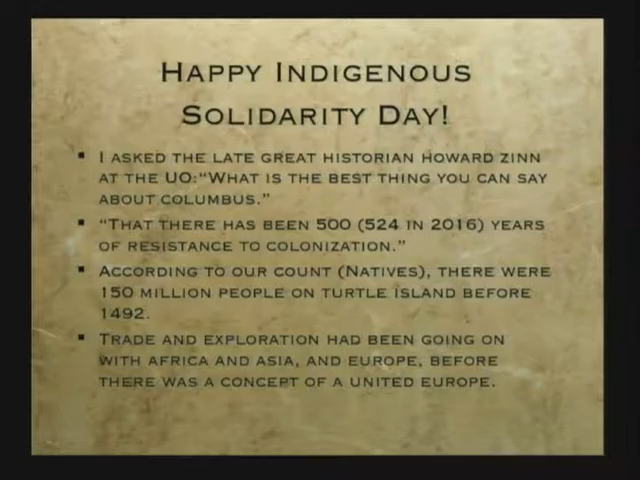 HAPPY INDIGENOUS
SOLIDARITY DAY!
▪ I ASKED THE LATE GREAT HISTORIAN HOWARD ZINN
AT THE UO:“WHAT IS THE BEST THING YOU CAN SAY
ABOUT COLUMBUS.”
▪ “THAT THERE HAS BEEN 500 (524 IN 2016) YEARS
OF RESISTANCE TO COLONIZATION.”
▪ ACCORDING TO OUR COUNT (NATIVES), THERE WERE
150 MILLION PEOPLE ON TURTLE ISLAND BEFORE
1492.
▪ TRADE AND EXPLORATION HAD BEEN GOING ON
WITH AFRICA AND ASIA, AND EUROPE, BEFORE
THERE WAS A CONCEPT OF A UNITED EUROPE.